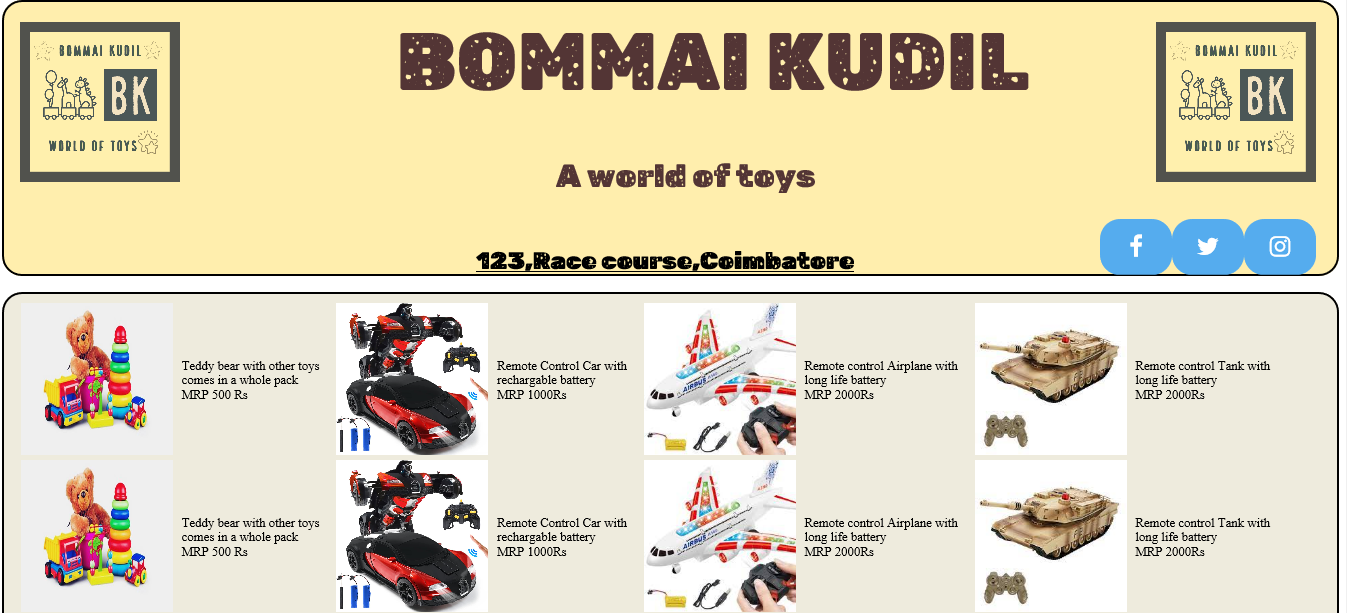 BOMMAI KUDIL
BK
WORLD OF TOYS
BOMMAI KUDIL
A world of toys
123,Race course,Coimbatore
BOMMAI KUDIL
BK
WORLD OF TOYS
f
Teddy bear with other toys
comes in a whole pack
MRP 500 Rs
Remote Control Car with
rechargable battery
MRP 1000Rs
AIRBUS
Remote control Airplane with
long life battery
MRP 2000Rs
Remote control Tank with
long life battery
MRP 2000Rs
Teddy bear with other toys
comes in a whole pack
MRP 500 Rs
Remote Control Car with
rechargable battery
MRP 1000Rs
AIRBUS
Remote control Airplane with
long life battery
MRP 2000Rs
Remote control Tank with
long life battery
MRP 2000Rs